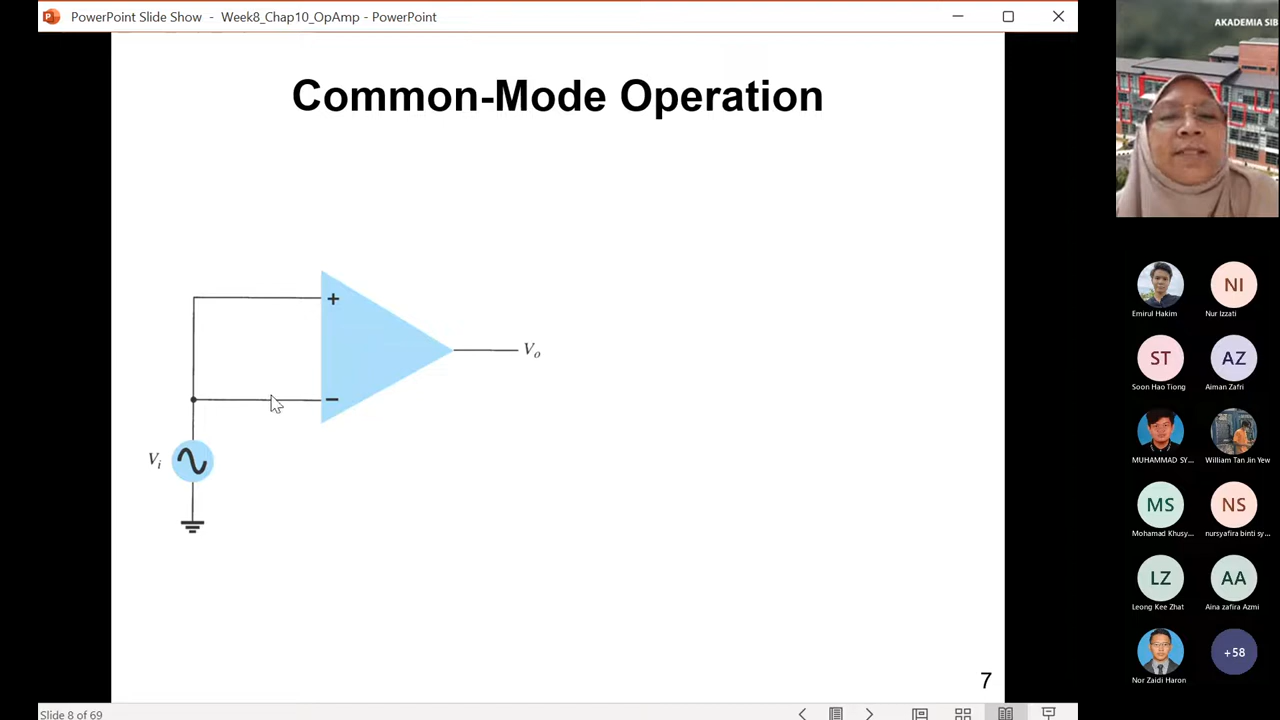 PowerPoint Slide Show - Week8_Chap10_OpAmp - PowerPoint
AKADEMIA SIB
Common-Mode Operation
+
−
Vo
Vi
7
Slide 8 of 69
Emirul Hakim
NI
Nur Izzati
ST
Soon Hao Tiong
AZ
Aiman Zafri
MUHAMMAD SY...
William Tan Jin Yew
MS
Mohamad Khusy...
NS
nursyafira binti sy...
LZ
Leong Kee Zhat
AA
Aina zafira Azmi
Nor Zaidi Haron
+58